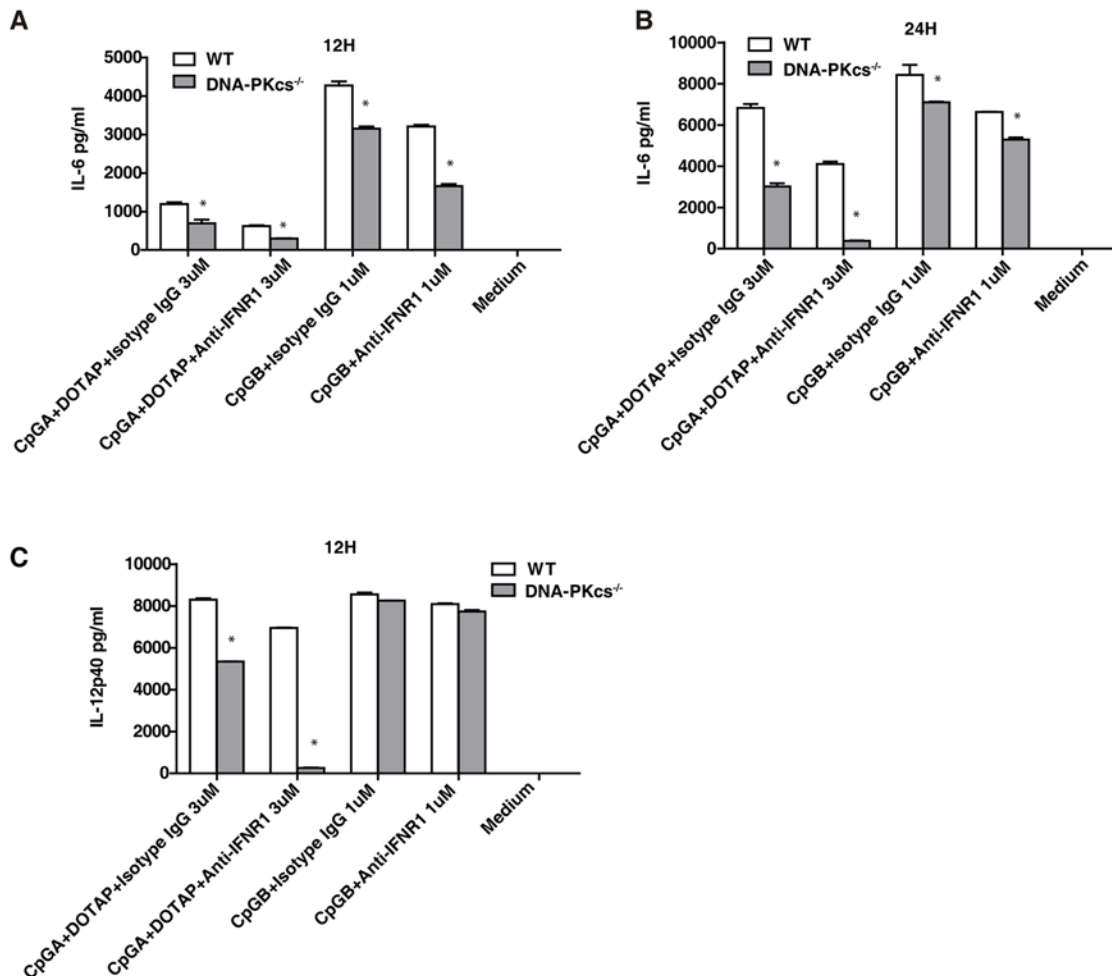 A
12H
WT
DNA-PKcs-/-
IL-6 pg/ml
5000
4000
3000
2000
1000
0
*
*
*
*
CpGA+DOTAP+Isotype IgG 3uM
CpGA+DOTAP+Anti-IFNR1 3uM
CpGB+Isotype IgG 1uM
CpGB+Anti-IFNR1 1uM
Medium
B
24H
WT
DNA-PKcs-/-
IL-6 pg/ml
10000
8000
6000
4000
2000
0
*
*
*
*
CpGA+DOTAP+Isotype IgG 3uM
CpGA+DOTAP+Anti-IFNR1 3uM
CpGB+Isotype IgG 1uM
CpGB+Anti-IFNR1 1uM
Medium
C
12H
WT
DNA-PKcs-/-
IL-12p40 pg/ml
10000
8000
6000
4000
2000
0
*
*
CpGA+DOTAP+Isotype IgG 3uM
CpGA+DOTAP+Anti-IFNR1 3uM
CpGB+Isotype IgG 1uM
CpGB+Anti-IFNR1 1uM
Medium